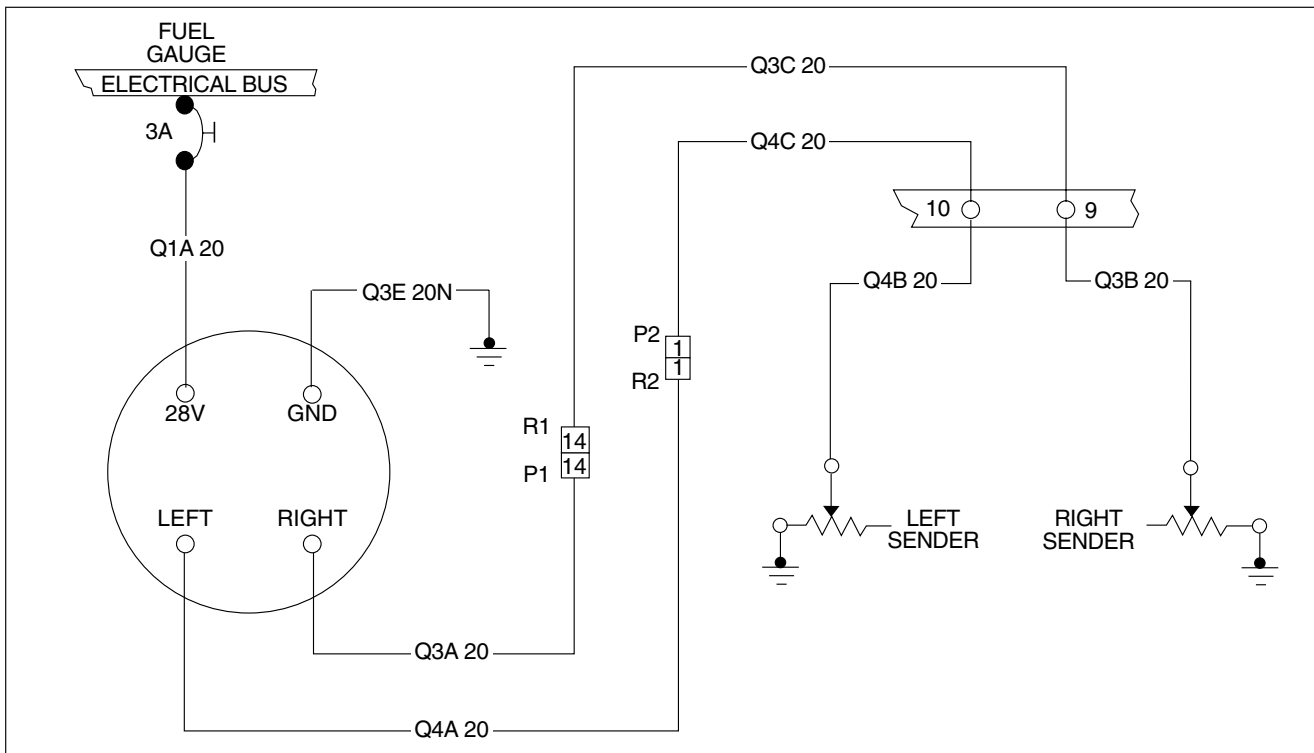 FUEL
GAUGE
ELECTRICAL BUS
3A
Q3C 20
Q4C 20
10
9
Q1A 20
Q3E 20N
Q4B 20
Q3B 20
P2
1
1
R2
28V
GND
R1
14
14
P1
LEFT
RIGHT
LEFT
SENDER
RIGHT
SENDER
Q3A 20
Q4A 20